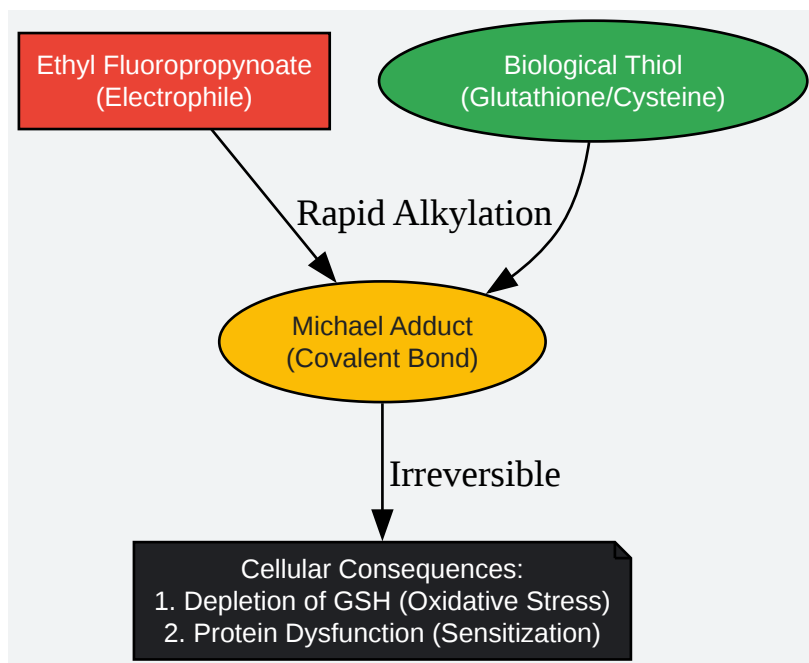 Ethyl Fluoropropynoate
(Electrophile)
Biological Thiol
(Glutathione/Cysteine)
Rapid Alkylation
Michael Adduct
(Covalent Bond)
Irreversible
Cellular Consequences:
1. Depletion of GSH (Oxidative Stress)
2. Protein Dysfunction (Sensitization)